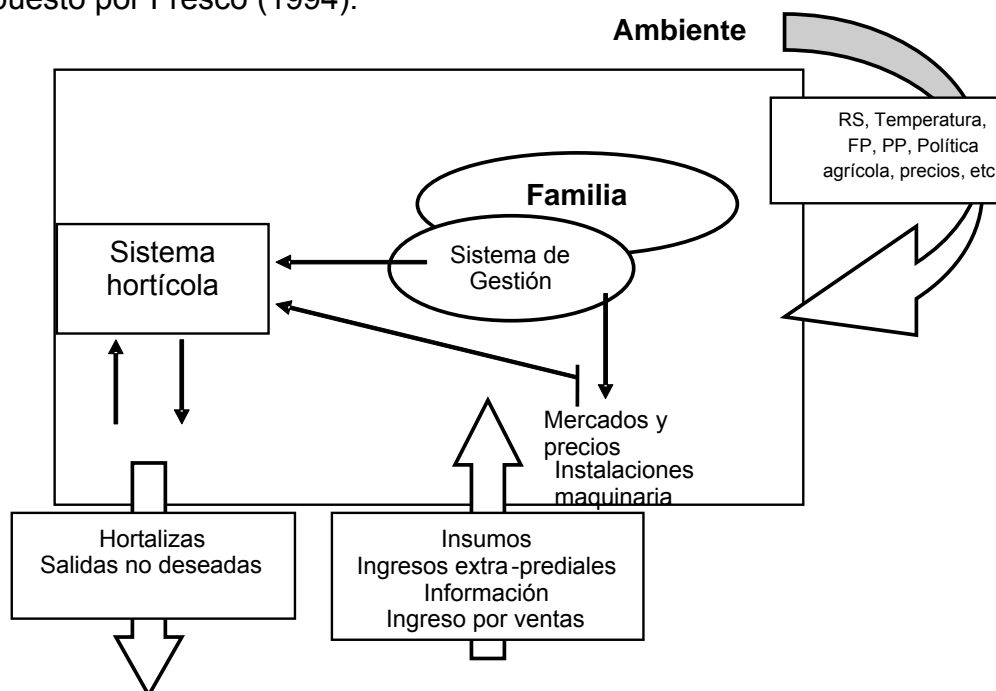 puesto por Fresco (1994).
Ambiente
RS, Temperatura,
FP, PP, Política
agrícola, precios, etc
Familia
Sistema de
Gestión
Sistema
hortícola
Mercados y
precios
Instalaciones
maquinaria
Hortalizas
Salidas no deseadas
Insumos
Ingresos extra-prediales
Información
Ingreso por ventas